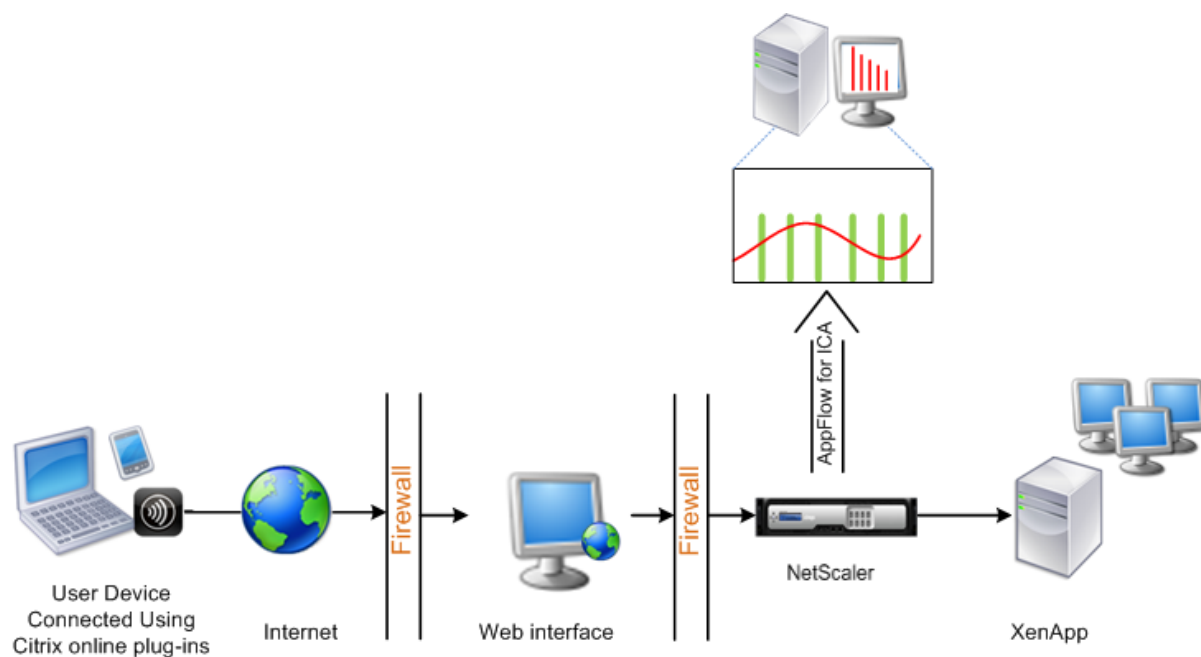 AppFlow for ICA
Firewall
Firewall
NetScaler
User Device
Connected Using
Citrix online plug-ins
Internet
Web interface
XenApp